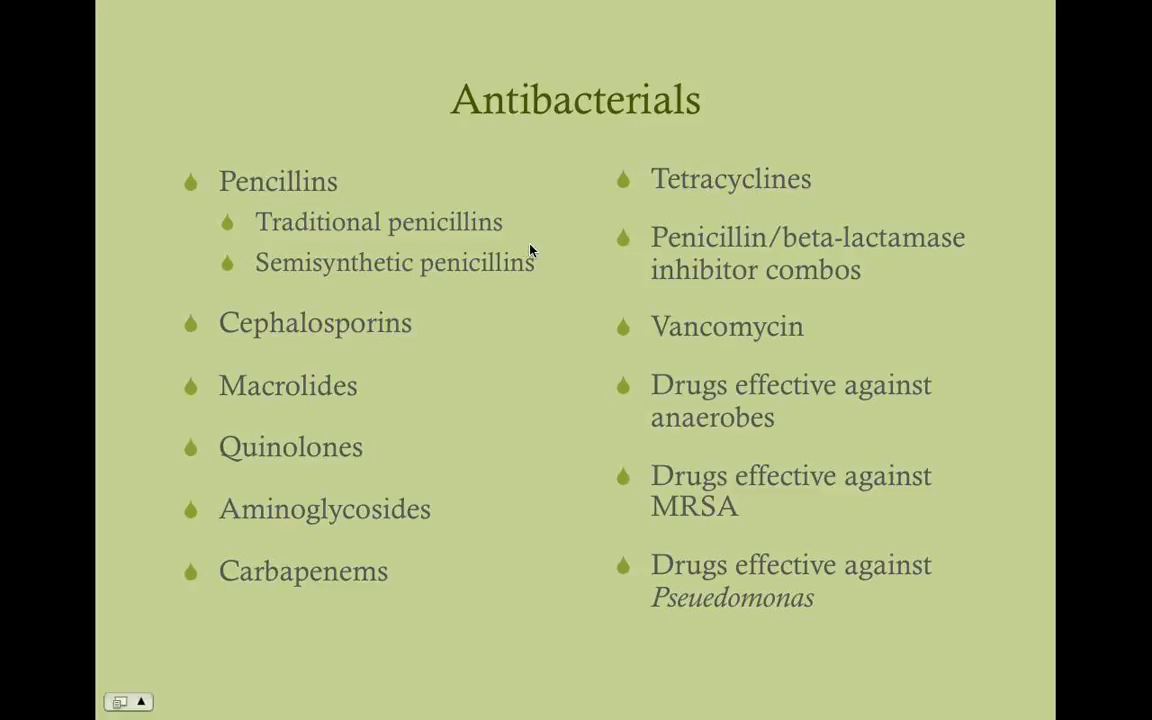 Antibacterials
Pencillins
Traditional penicillins
Semisynthetic penicillins
Cephalosporins
Macrolides
Quinolones
Aminoglycosides
Carbapenems
Tetracyclines
Penicillin/beta-lactamase
inhibitor combos
Vancomycin
Drugs effective against
anaerobes
Drugs effective against
MRSA
Drugs effective against
Pseuedomonas